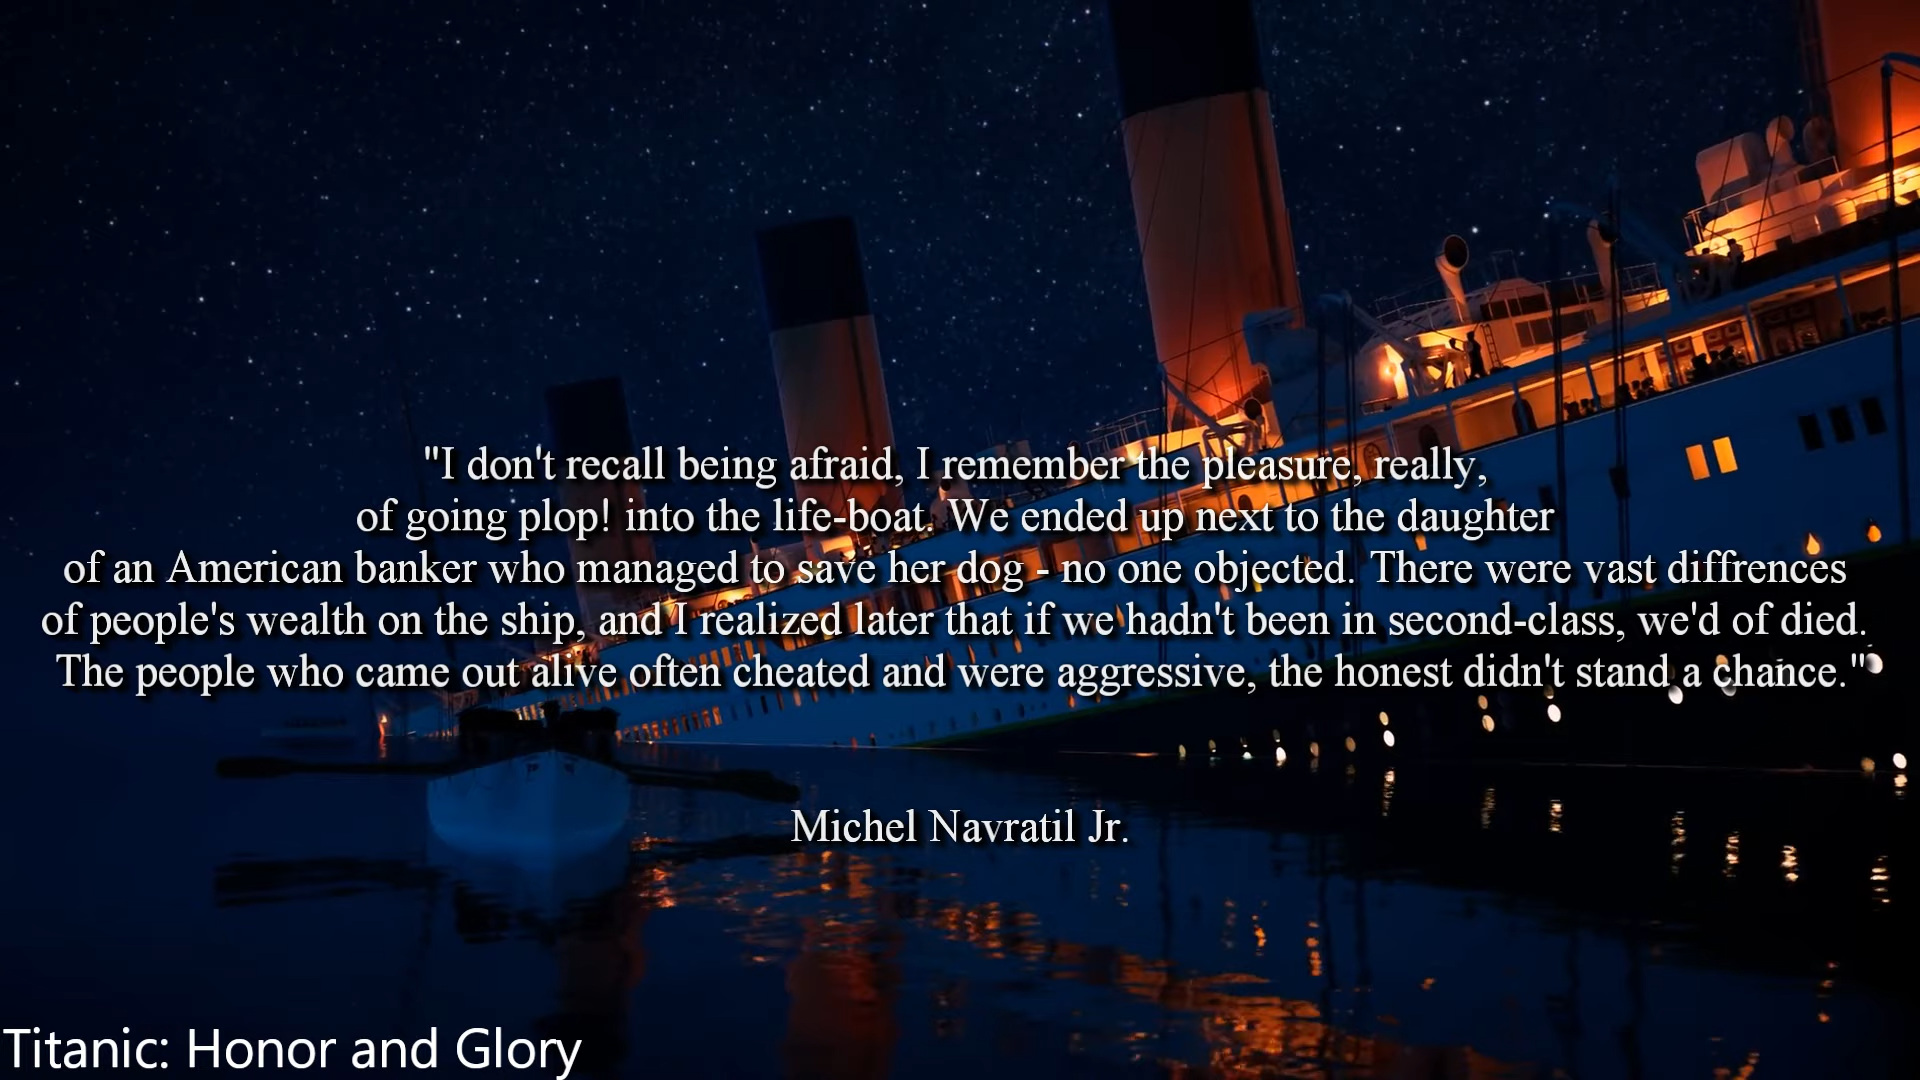 "I don't recall being afraid, I remember the pleasure, really,
of going plop! into the life-boat. We ended up next to the daughter
of an American banker who managed to save her dog - no one objected. There were vast diffrences
of people's wealth on the ship, and I realized later that if we hadn't been in second-class, we'd of died.
The people who came out alive often cheated and were aggressive, the honest didn't stand a chance."
Michel Navratil Jr.
Titanic: Honor and Glory